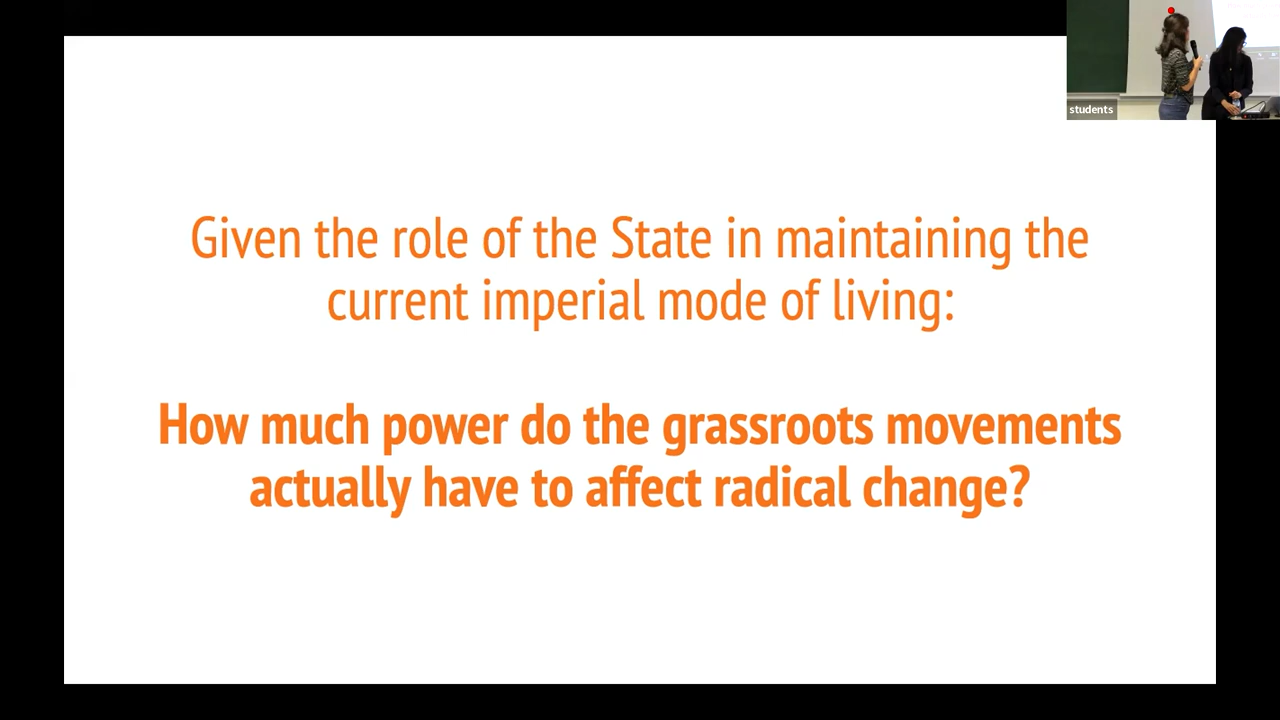 students
Given the role of the State in maintaining the
current imperial mode of living:
How much power do the grassroots movements
actually have to affect radical change?